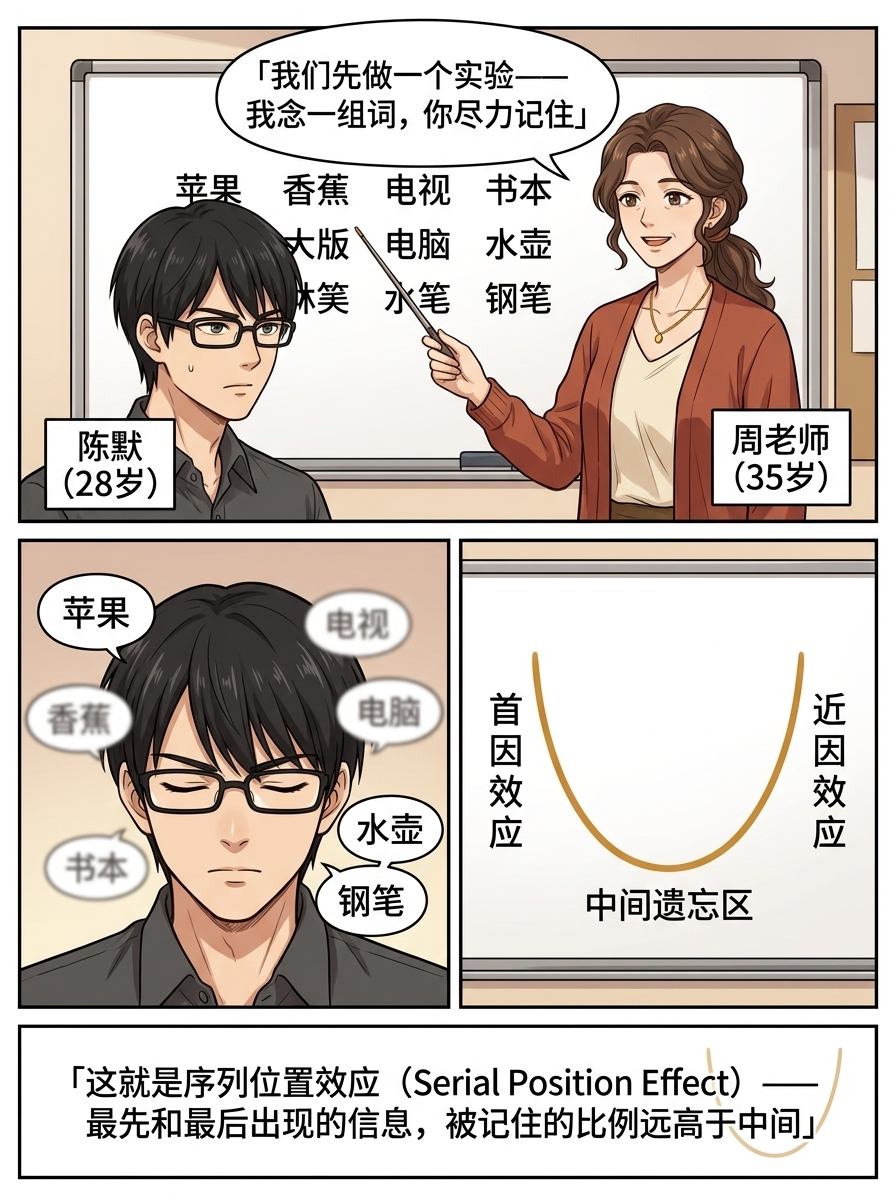 「我们先做一个实验——
我念一组词，你尽力记住」
苹果 香蕉 电视 书本
大版 电脑 水壶
笑 水笔 钢笔
陈默
（28岁）
周老师
（35岁）
苹果
电视
香蕉
电脑
水壶
书本
钢笔
首因效应
近因效应
中间遗忘区
「这就是序列位置效应（Serial Position Effect）——
最先和最后出现的信息，被记住的比例远高于中间」